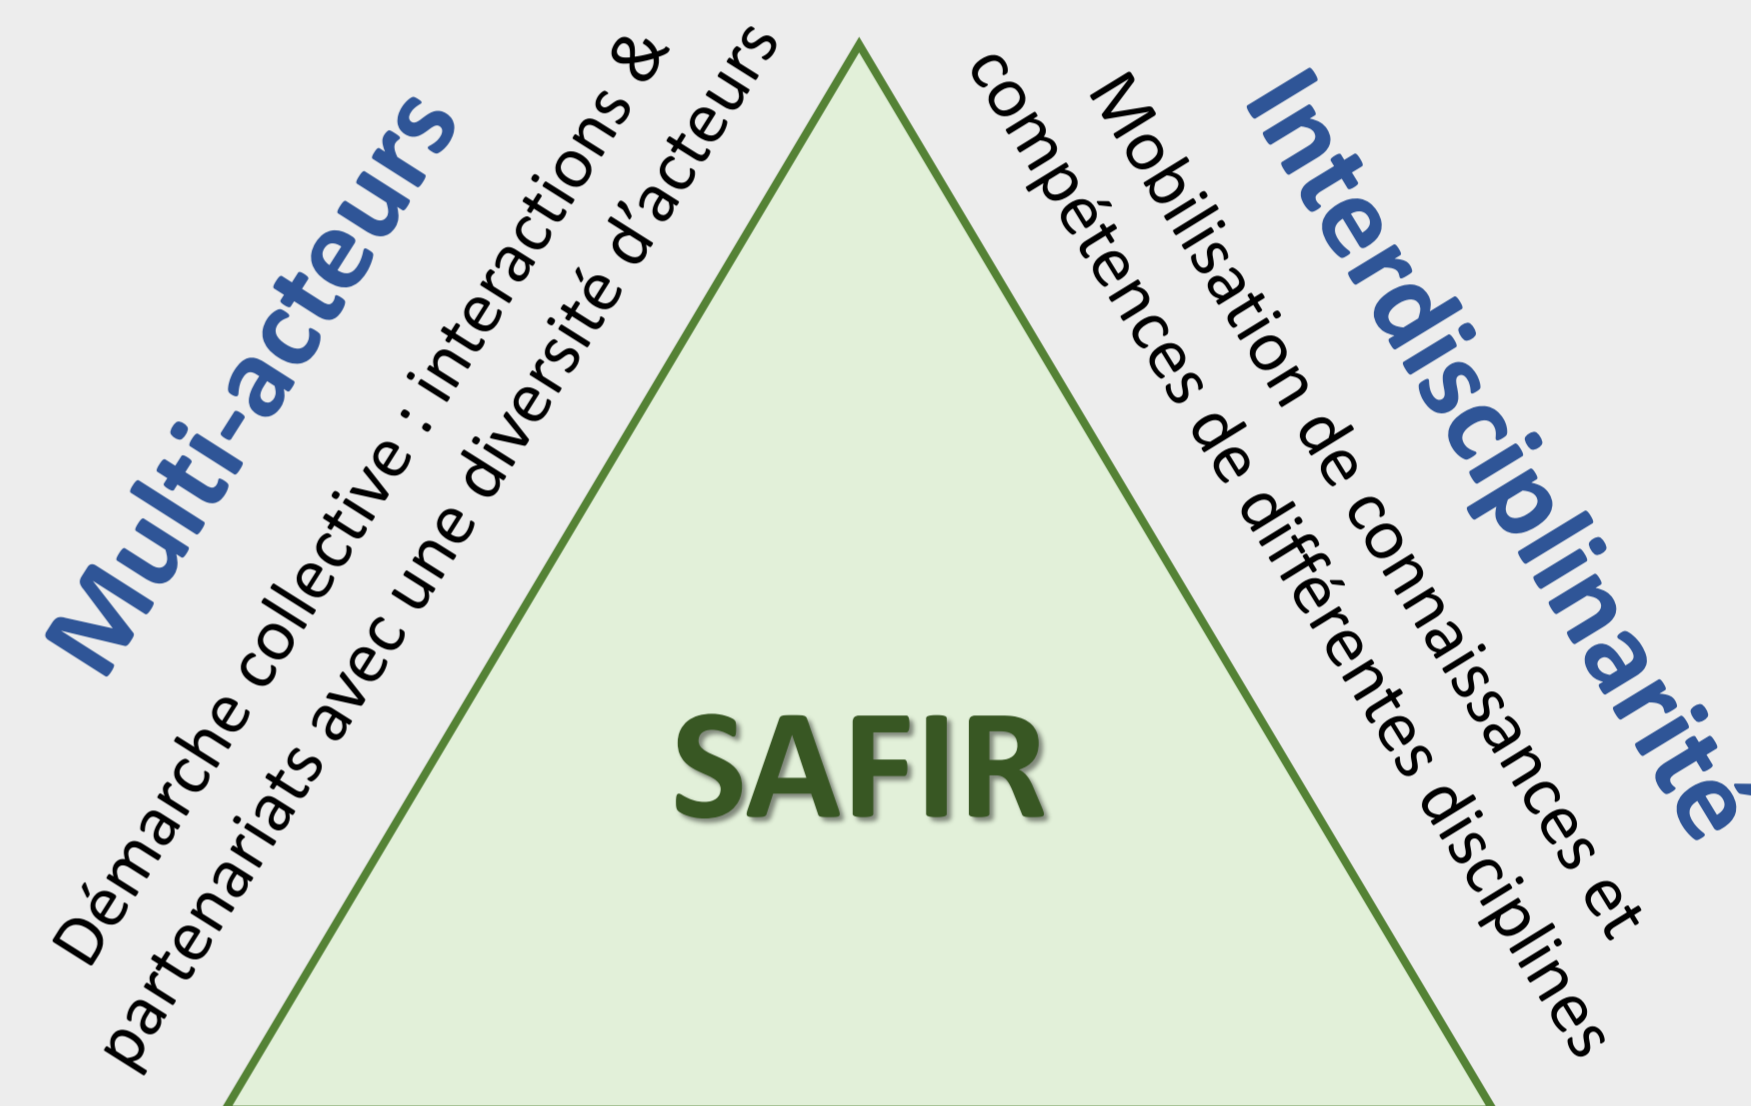 Multi-acteurs
Démarche collective : interactions &
partenariats avec une diversité d'acteurs
Interdisciplinarité
Mobilisation de connaissances et
compétences de différentes disciplines
SAFIR